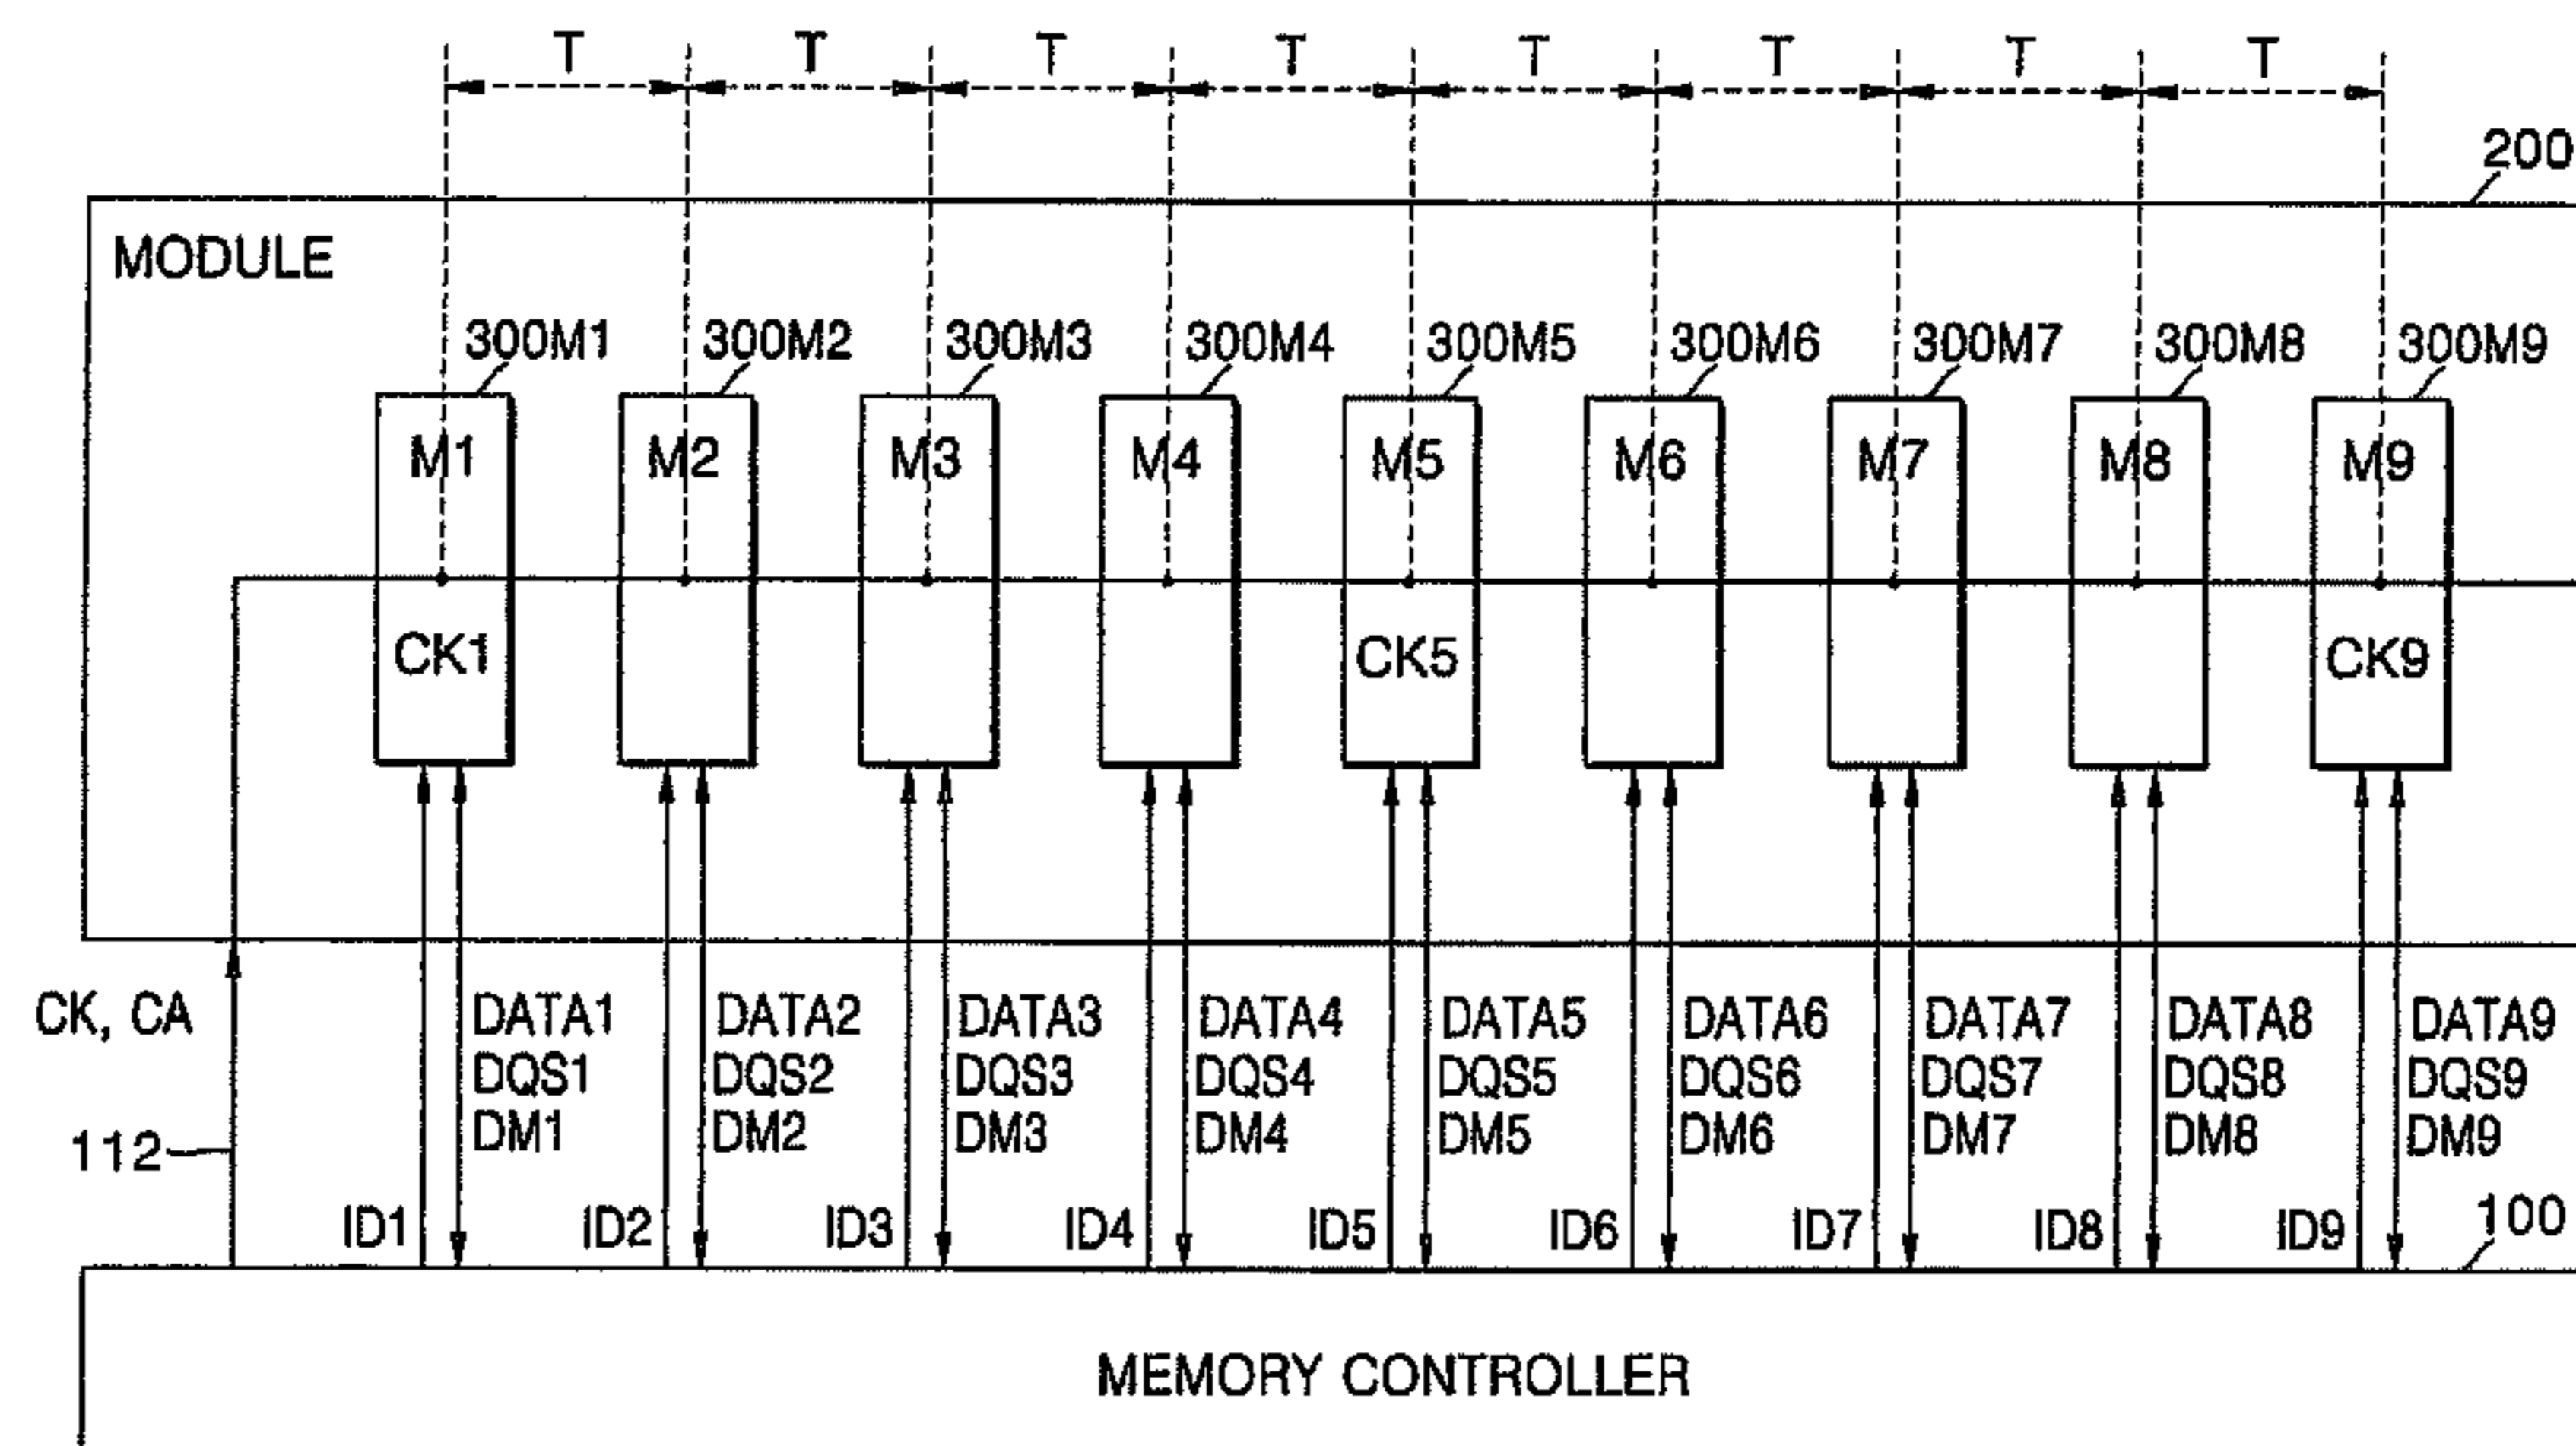 T T T T T T T T
200
MODULE
300M1 300M2 300M3 300M4 300M5 300M6 300M7 300M8 300M9
M1 M2 M3 M4 M5 M6 M7 M8 M9
CK1 CK5 CK9
CK, CA DATA1 DATA2 DATA3 DATA4 DATA5 DATA6 DATA7 DATA8 DATA9
DQS1 DQS2 DQS3 DQS4 DQS5 DQS6 DQS7 DQS8 DQS9
112 DM1 DM2 DM3 DM4 DM5 DM6 DM7 DM8 DM9
ID1 ID2 ID3 ID4 ID5 ID6 ID7 ID8 ID9 100
MEMORY CONTROLLER